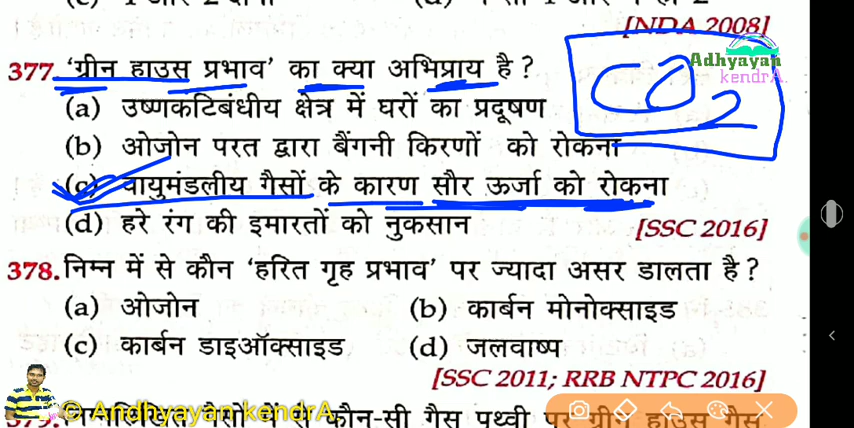 [NDA 2008]
Adhyayan
kendrA
377. 'ग्रीन हाउस प्रभाव' का क्या अभिप्राय है ?
(a) उष्णकटिबंधीय क्षेत्र में घरों का प्रदूषण
CO2
(b) ओजोन परत द्वारा बैंगनी किरणों को रोकना
(c) वायुमंडलीय गैसों के कारण सौर ऊर्जा को रोकना
(d) हरे रंग की इमारतों को नुकसान [SSC 2016]
378. निम्न में से कौन 'हरित गृह प्रभाव' पर ज्यादा असर डालता है ?
(a) ओजोन (b) कार्बन मोनोक्साइड
(c) कार्बन डाइऑक्साइड (d) जलवाष्प
[SSC 2011; RRB NTPC 2016]
© Adhyayan kendrA
में से कौन-सी गैस पृथ्वी पर ग्रीन हाउस गैस